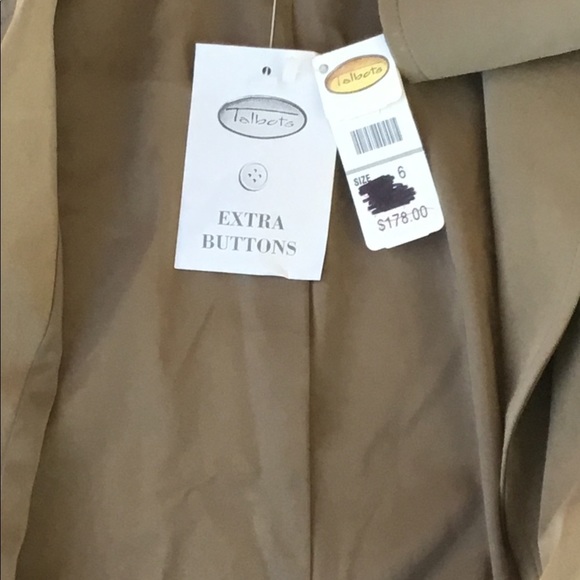 Talbots
EXTRA
BUTTONS
Talbots
SIZE
6
$178.00